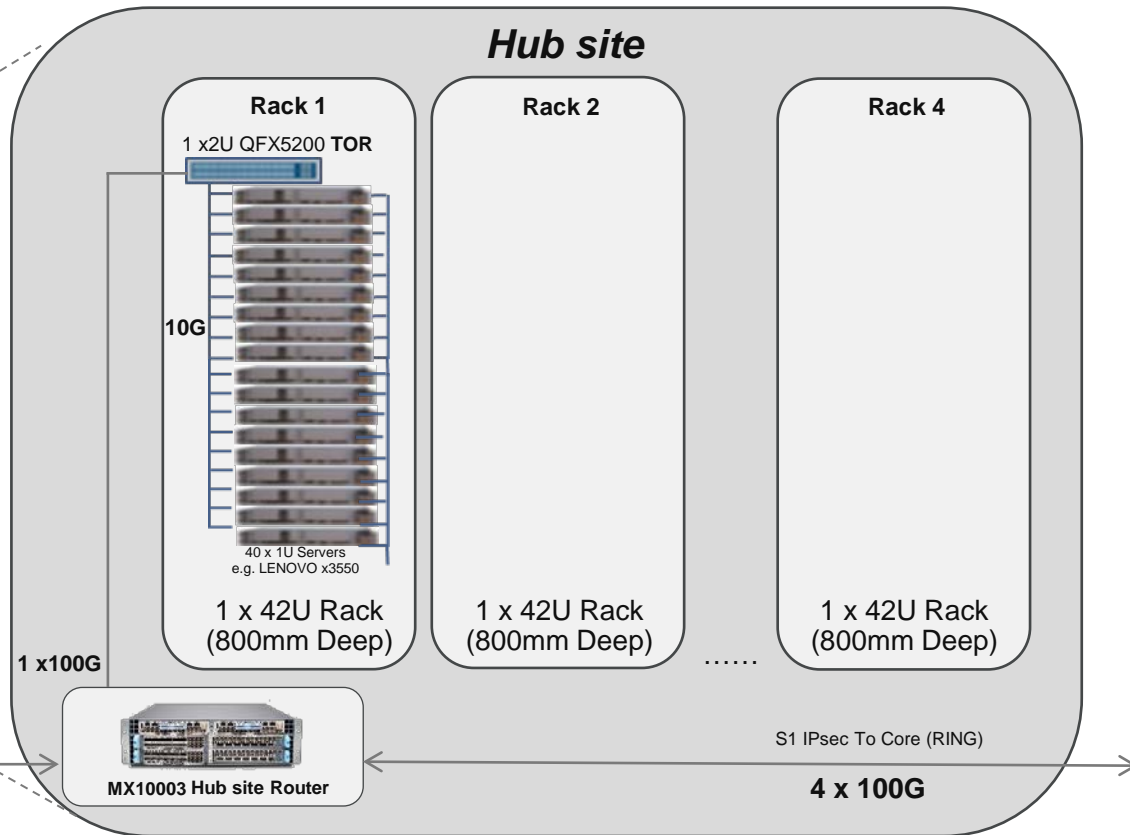 Hub site
Rack 1
Rack 2
Rack 4
1 x2U QFX5200 TOR
10G
40 x 1U Servers
e.g. LENOVO x3550
1 x 42U Rack
(800mm Deep)
1 x 42U Rack
(800mm Deep)
......
1 x 42U Rack
(800mm Deep)
1 x100G
MX10003 Hub site Router
S1 IPsec To Core (RING)
4 x 100G